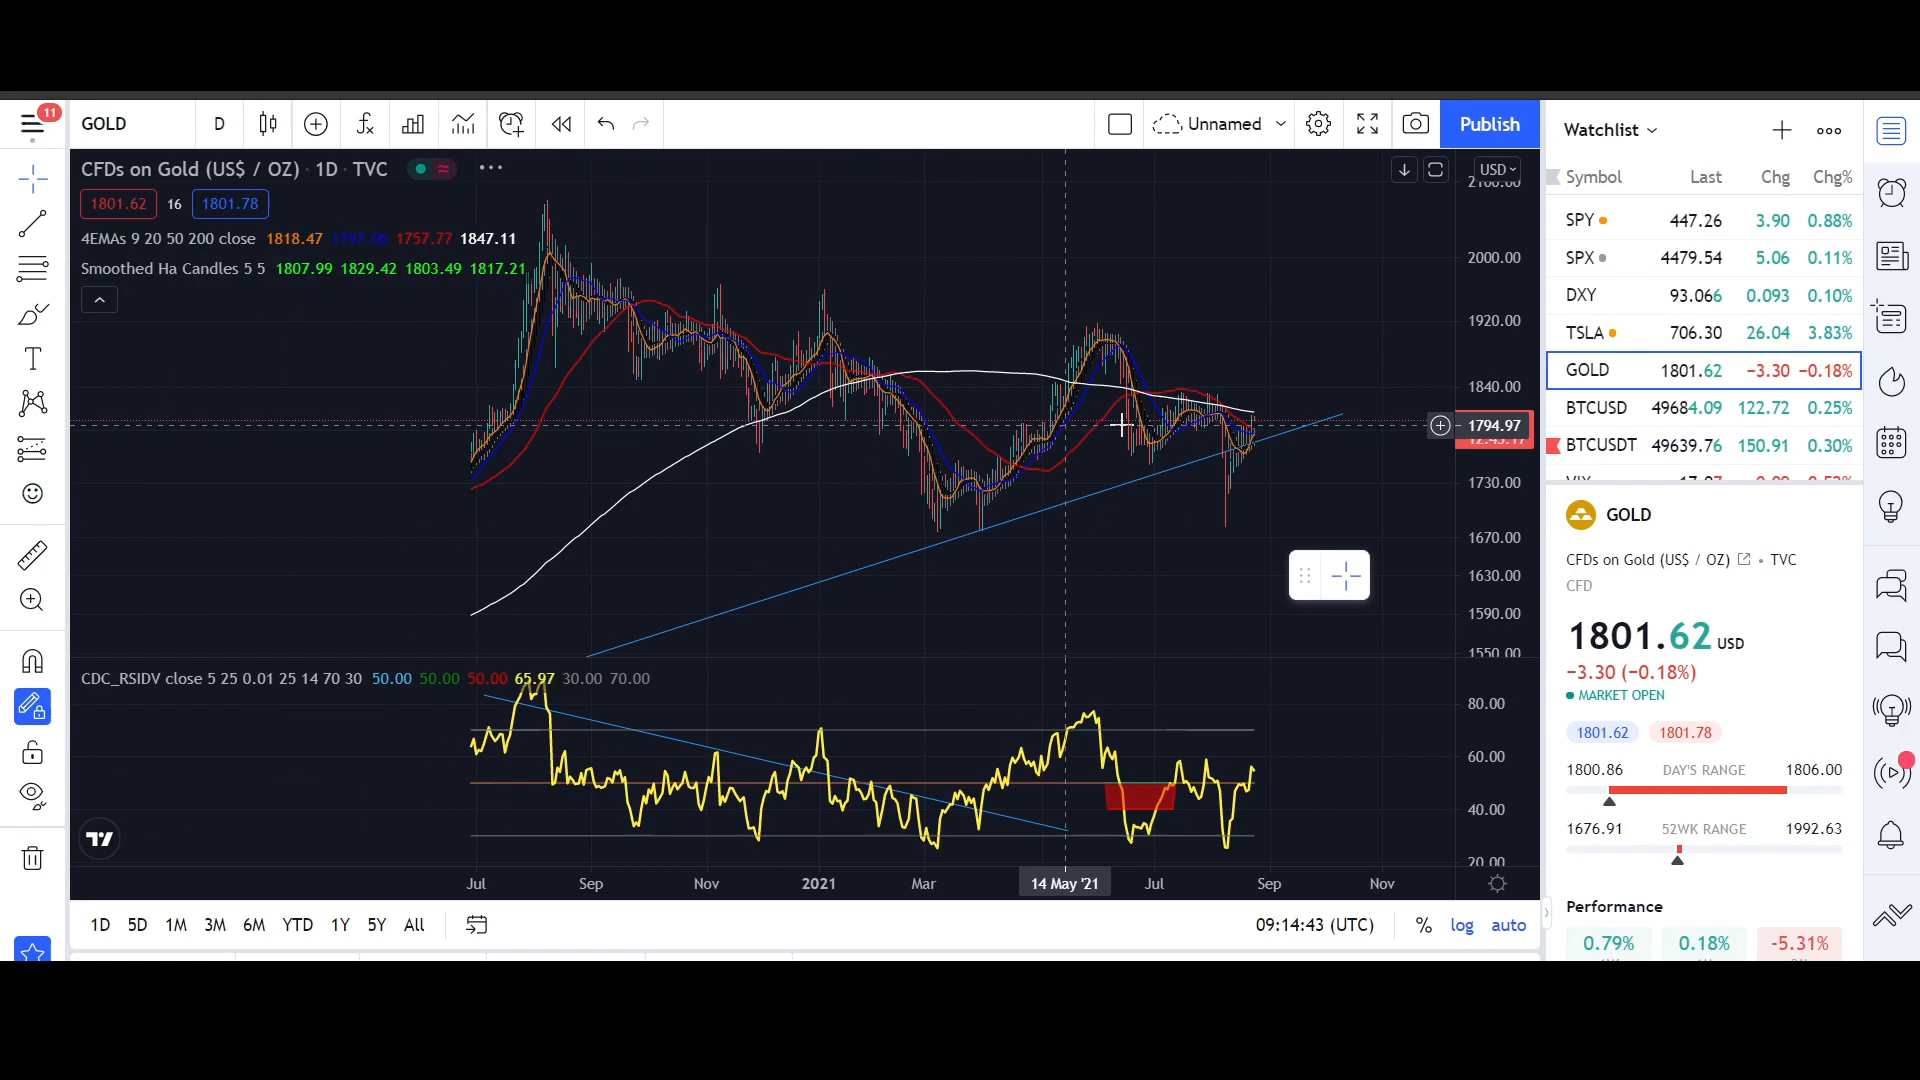 11
GOLD D Unnamed Publish
CFDs on Gold (US$ / OZ) · 1D · TVC
1801.62 16 1801.78
4EMAs 9 20 50 200 close 1818.47 1797.06 1757.77 1847.11
Smoothed Ha Candles 5 5 1807.99 1829.42 1803.49 1817.21
USD
2100.00
2000.00
1920.00
1840.00
1794.97
1730.00
1670.00
1630.00
1590.00
1550.00
CDC_RSIDV close 5 25 0.01 25 14 70 30 50.00 50.00 50.00 65.97 30.00 70.00
80.00
60.00
40.00
20.00
Jul Sep Nov 2021 Mar 14 May '21 Jul Sep Nov
1D 5D 1M 3M 6M YTD 1Y 5Y All 09:14:43 (UTC) % log auto
Watchlist
Symbol Last Chg Chg%
SPY 447.26 3.90 0.88%
SPX 4479.54 5.06 0.11%
DXY 93.066 0.093 0.10%
TSLA 706.30 26.04 3.83%
GOLD 1801.62 −3.30 −0.18%
BTCUSD 49684.09 122.72 0.25%
BTCUSDT 49639.76 150.91 0.30%
GOLD
CFDs on Gold (US$ / OZ) • TVC
CFD
1801.62 USD
−3.30 (−0.18%)
MARKET OPEN
1801.62 1801.78
1800.86 DAY'S RANGE 1806.00
1676.91 52WK RANGE 1992.63
Performance
0.79% 0.18% -5.31%